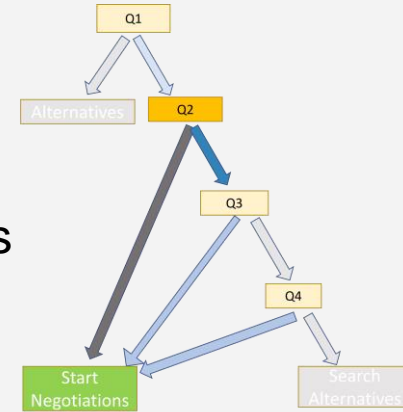 Q1
Alternatives
Q2
s
Q3
Q4
Start
Negotiations
Search
Alternatives